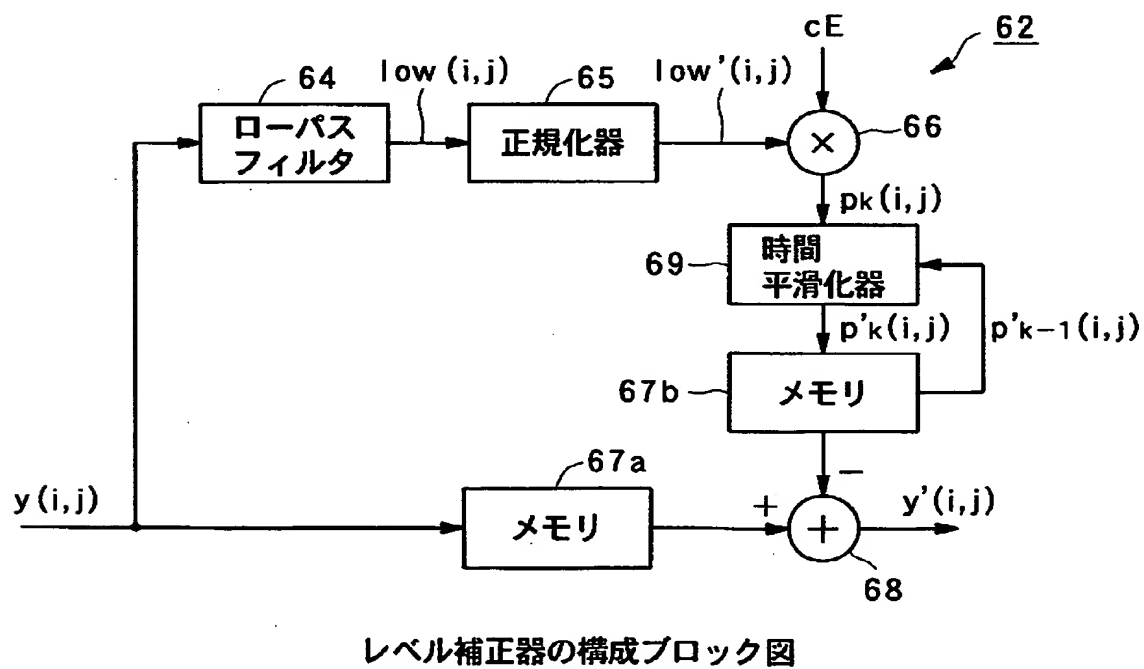 cE
62
64
low(i,j)
65
low'(i,j)
ローパス
フィルタ
正規化器
×
66
pk(i,j)
69
時間
平滑化器
p'k(i,j)
p'k-1(i,j)
67b
メモリ
−
67a
y(i,j)
メモリ
+
+
y'(i,j)
68
レベル補正器の構成ブロック図